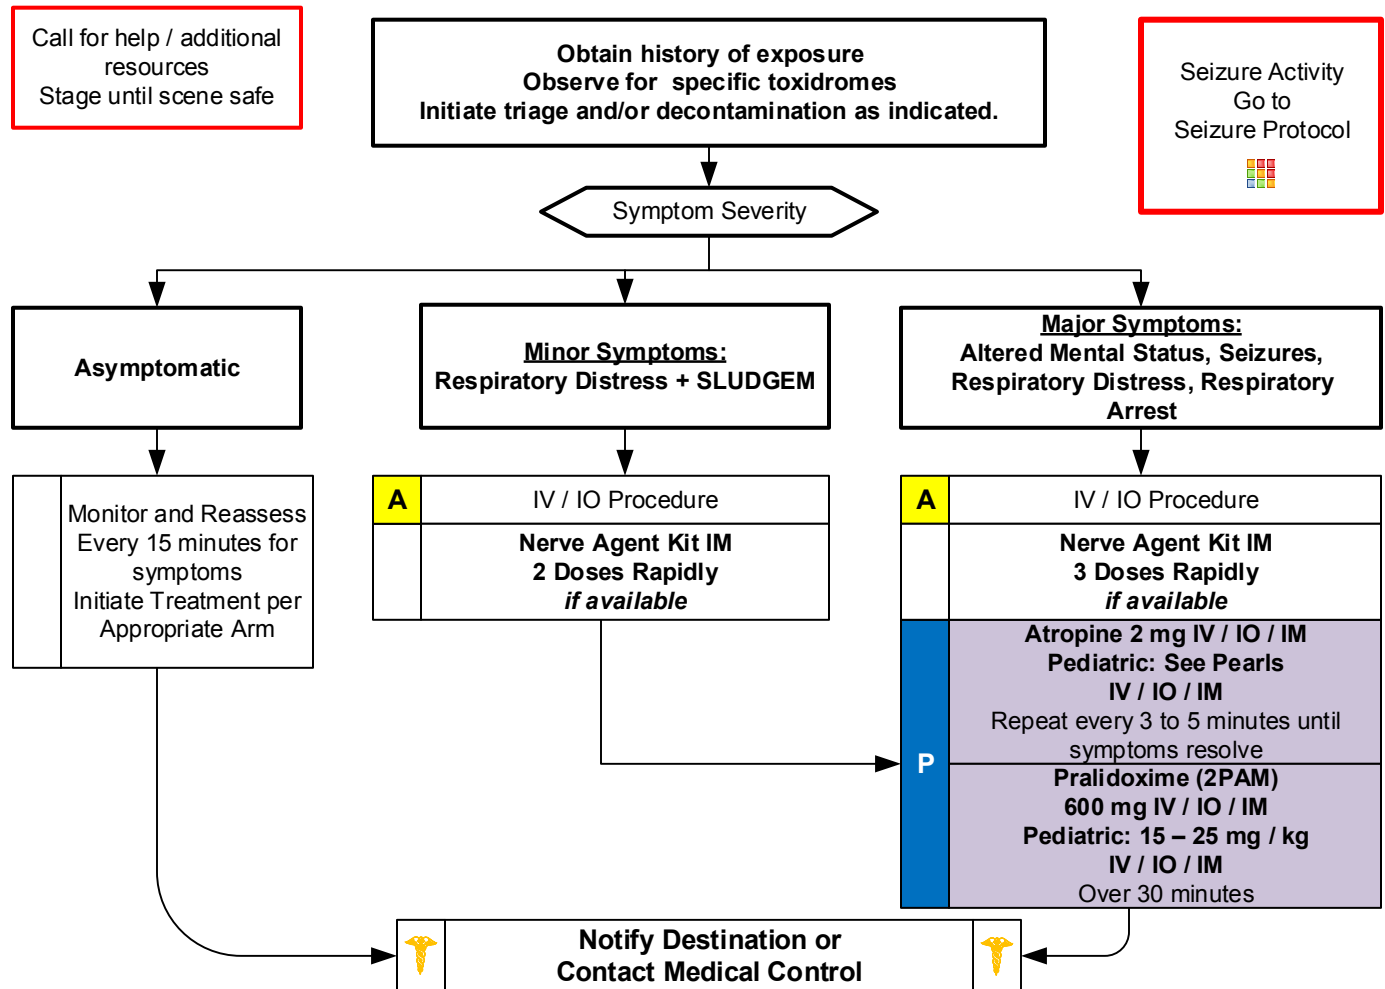 Call for help / additional
resources
Stage until scene safe
Obtain history of exposure
Observe for specific toxidromes
Initiate triage and/or decontamination as indicated.
Seizure Activity
Go to
Seizure Protocol
Symptom Severity
Asymptomatic
Minor Symptoms:
Respiratory Distress + SLUDGEM
Major Symptoms:
Altered Mental Status, Seizures,
Respiratory Distress, Respiratory
Arrest
Monitor and Reassess
Every 15 minutes for
symptoms
Initiate Treatment per
Appropriate Arm
A
IV / IO Procedure
Nerve Agent Kit IM
2 Doses Rapidly
if available
A
IV / IO Procedure
Nerve Agent Kit IM
3 Doses Rapidly
if available
P
Atropine 2 mg IV / IO / IM
Pediatric: See Pearls
IV / IO / IM
Repeat every 3 to 5 minutes until
symptoms resolve
Pralidoxime (2PAM)
600 mg IV / IO / IM
Pediatric: 15 – 25 mg / kg
IV / IO / IM
Over 30 minutes
Notify Destination or
Contact Medical Control